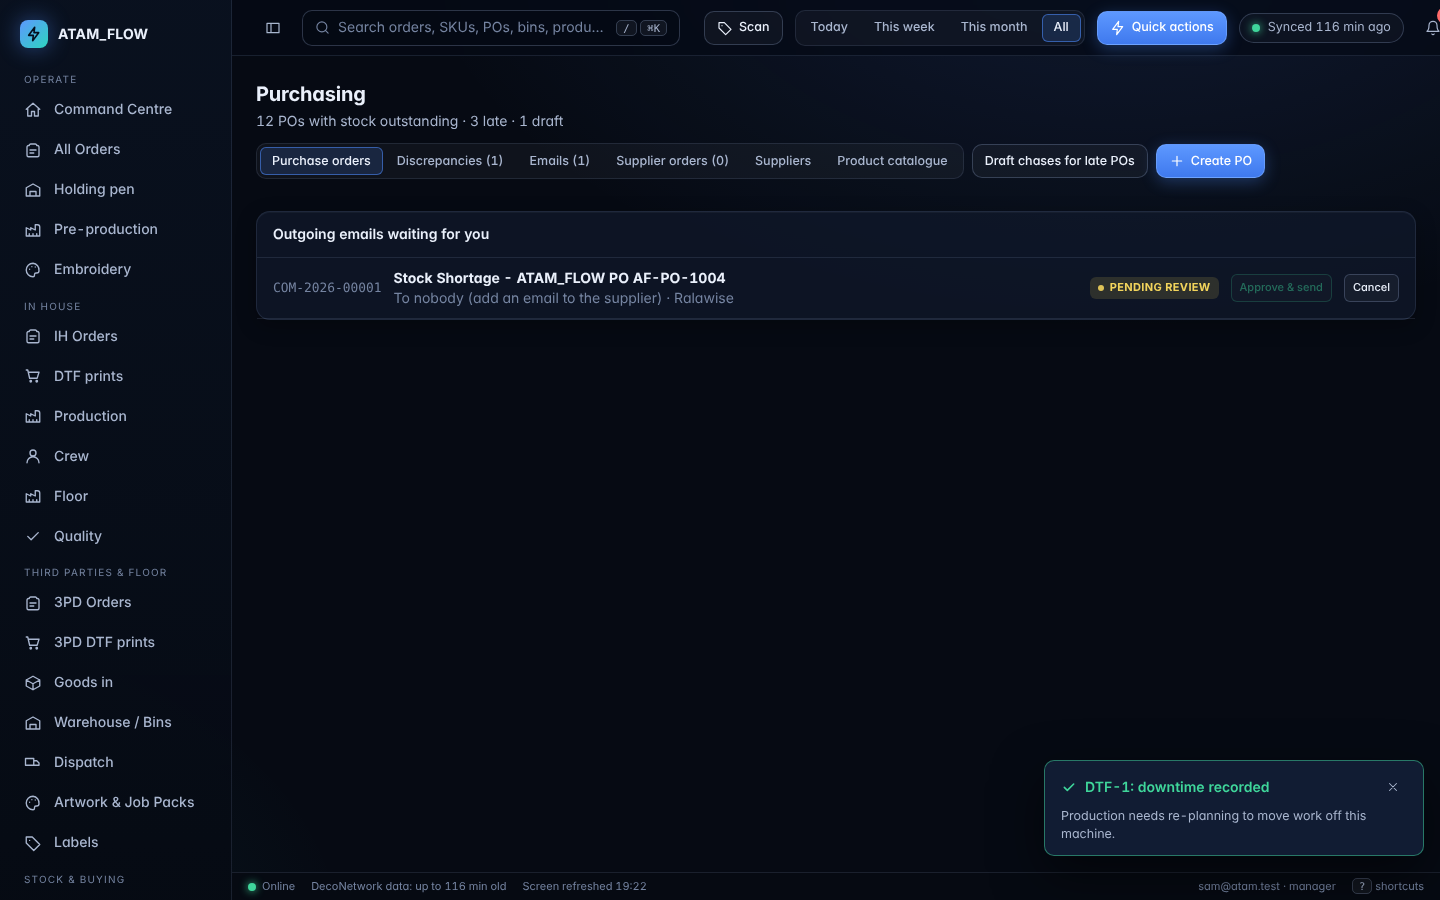 ATAM_FLOW
Search orders, SKUs, POs, bins, produ... / ⌘K
Scan
Today This week This month All
Quick actions
Synced 116 min ago
OPERATE
Command Centre
All Orders
Holding pen
Pre-production
Embroidery
IN HOUSE
IH Orders
DTF prints
Production
Crew
Floor
Quality
THIRD PARTIES & FLOOR
3PD Orders
3PD DTF prints
Goods in
Warehouse / Bins
Dispatch
Artwork & Job Packs
Labels
STOCK & BUYING
Purchasing
12 POs with stock outstanding · 3 late · 1 draft
Purchase orders Discrepancies (1) Emails (1) Supplier orders (0) Suppliers Product catalogue Draft chases for late POs + Create PO
Outgoing emails waiting for you
COM-2026-00001
Stock Shortage - ATAM_FLOW PO AF-PO-1004
To nobody (add an email to the supplier) · Ralawise
PENDING REVIEW Approve & send Cancel
DTF-1: downtime recorded
Production needs re-planning to move work off this
machine.
Online DecoNetwork data: up to 116 min old Screen refreshed 19:22 sam@atam.test · manager ? shortcuts